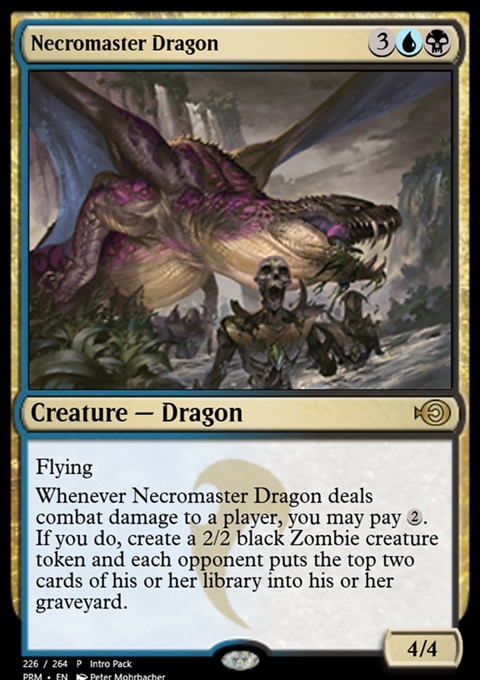 Necromaster Dragon 3
Creature — Dragon
Flying
Whenever Necromaster Dragon deals
combat damage to a player, you may pay 2.
If you do, create a 2/2 black Zombie creature
token and each opponent puts the top two
cards of his or her library into his or her
graveyard.
4/4
226 / 264 P Intro Pack
PRM • EN Peter Mohrbacher